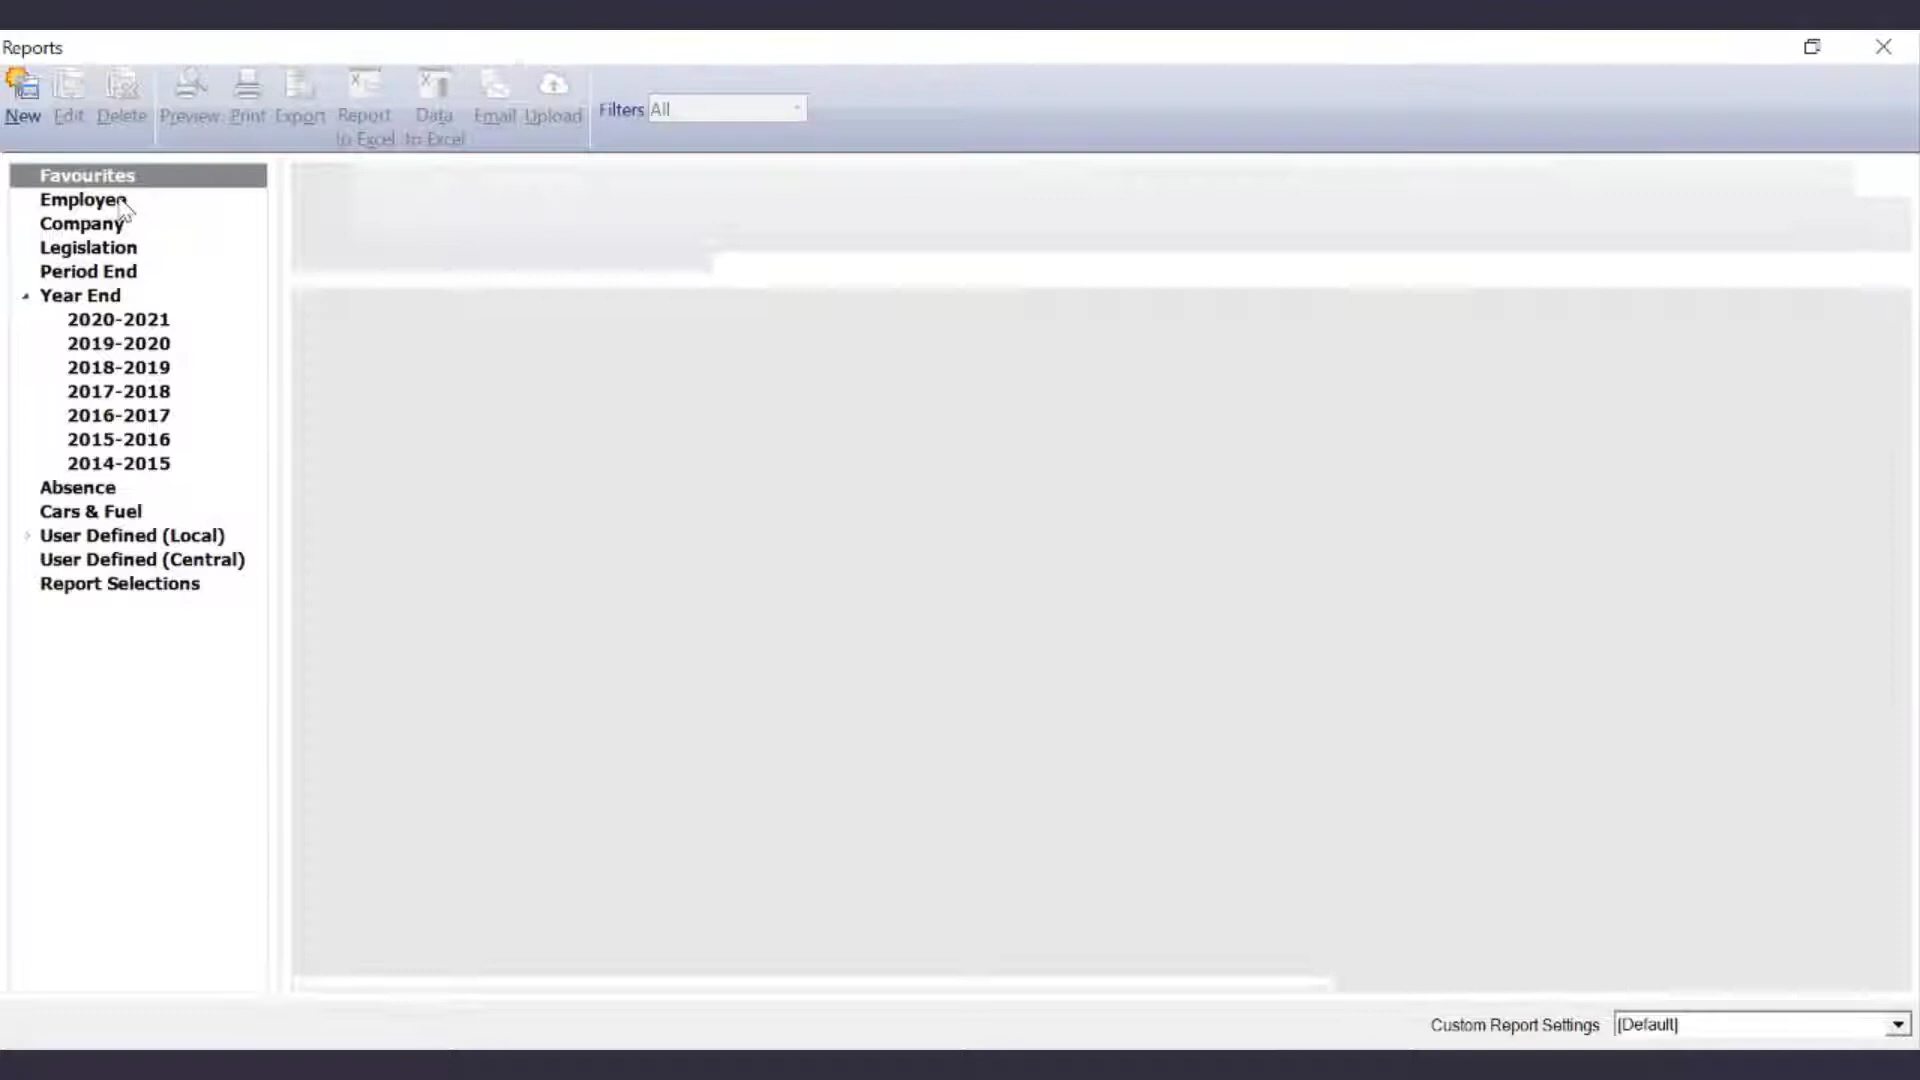 Reports
New Edit Delete Preview Print Export Report to Excel Data to Excel Email Upload Filters All
Favourites
Employee
Company
Legislation
Period End
Year End
2020-2021
2019-2020
2018-2019
2017-2018
2016-2017
2015-2016
2014-2015
Absence
Cars & Fuel
User Defined (Local)
User Defined (Central)
Report Selections
Custom Report Settings [Default]